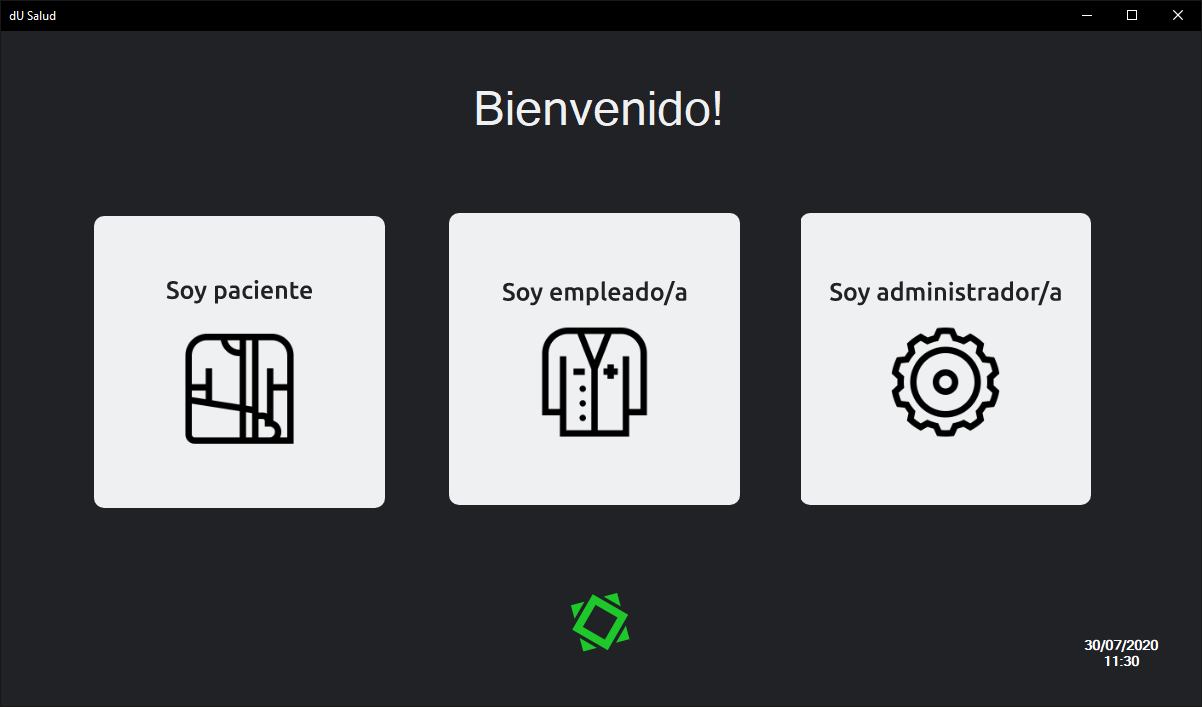 dU Salud
Bienvenido!
Soy paciente
Soy empleado/a
Soy administrador/a
30/07/2020
11:30